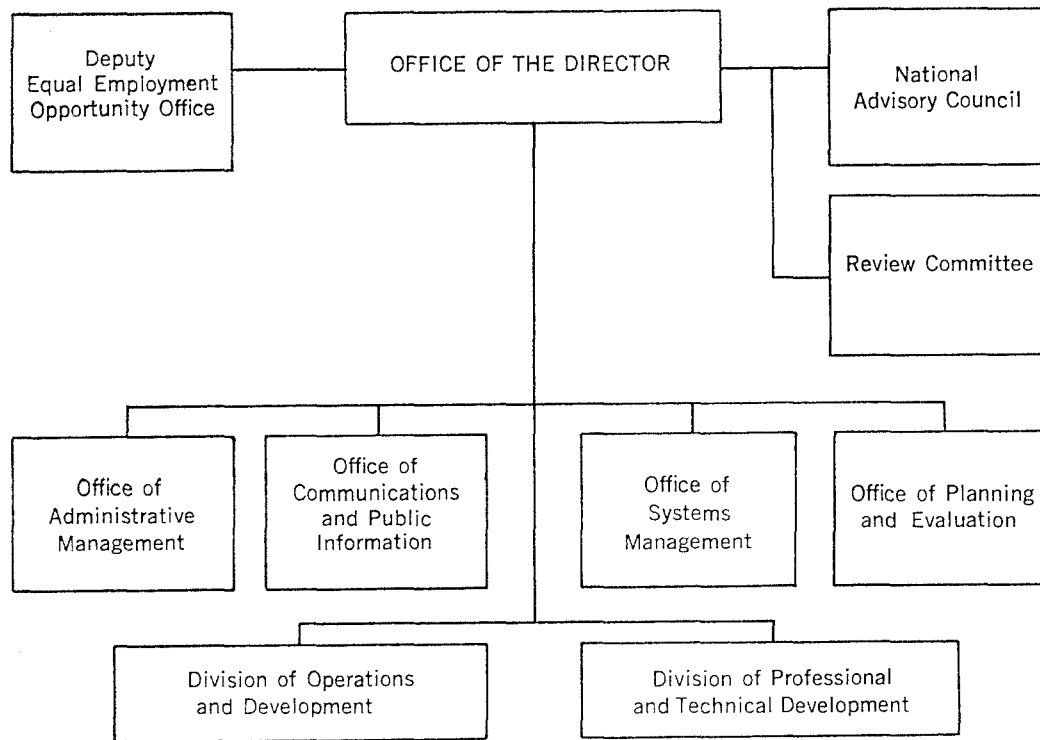 Deputy
Equal Employment
Opportunity Office
OFFICE OF THE DIRECTOR
National
Advisory Council
Review Committee
Office of
Administrative
Management
Office of
Communications
and Public
Information
Office of
Systems
Management
Office of Planning
and Evaluation
Division of Operations
and Development
Division of Professional
and Technical Development